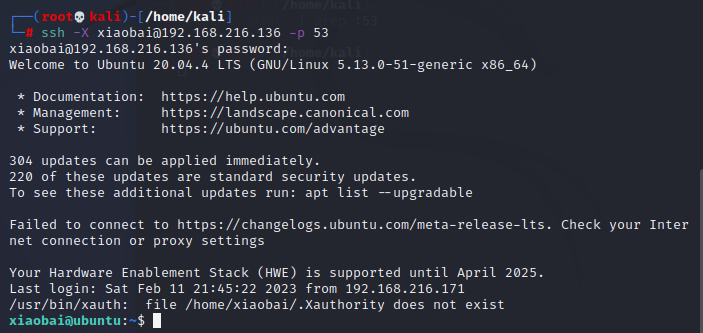 ┌──(root💀kali)-[/home/kali]
└─# ssh -X xiaobai@192.168.216.136 -p 53
xiaobai@192.168.216.136's password:
Welcome to Ubuntu 20.04.4 LTS (GNU/Linux 5.13.0-51-generic x86_64)
* Documentation:  https://help.ubuntu.com
* Management:     https://landscape.canonical.com
* Support:        https://ubuntu.com/advantage
304 updates can be applied immediately.
220 of these updates are standard security updates.
To see these additional updates run: apt list --upgradable
Failed to connect to https://changelogs.ubuntu.com/meta-release-lts. Check your Inter
net connection or proxy settings
Your Hardware Enablement Stack (HWE) is supported until April 2025.
Last login: Sat Feb 11 21:45:22 2023 from 192.168.216.171
/usr/bin/xauth:  file /home/xiaobai/.Xauthority does not exist
xiaobai@ubuntu:~$